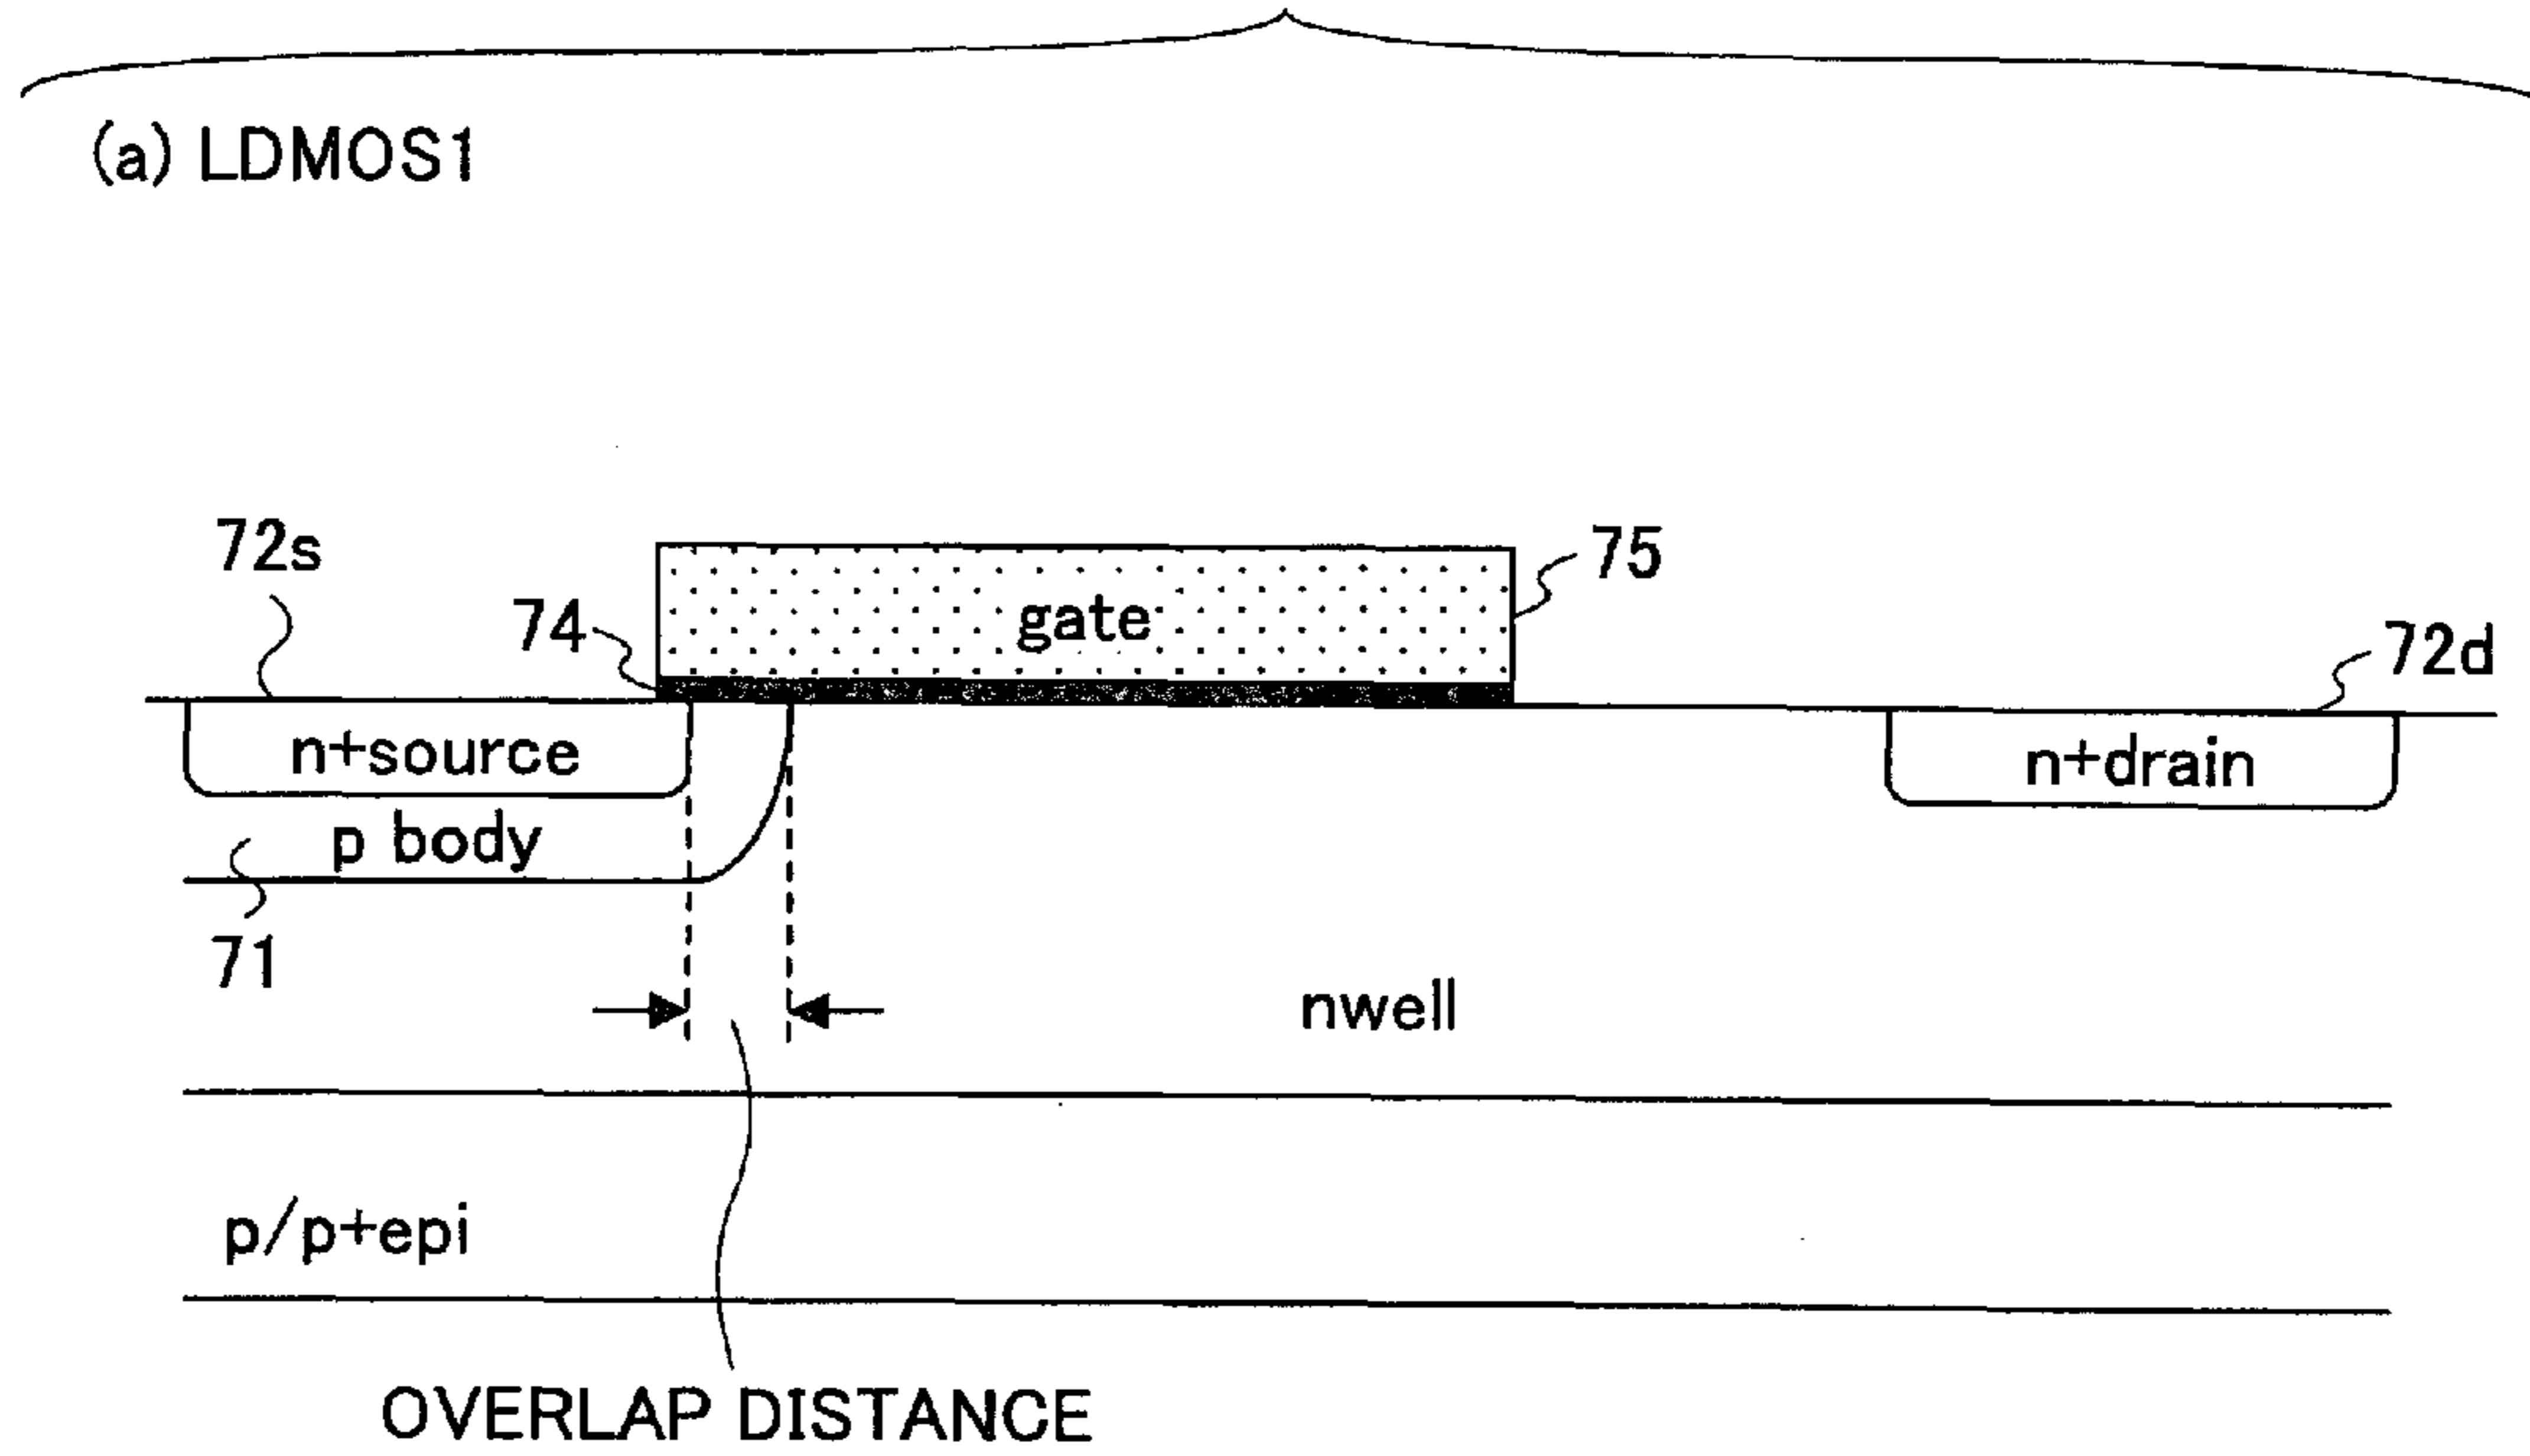 (a) LDMOS1
72s
74
gate
75
72d
n+source
n+drain
p body
71
nwell
p/p+epi
OVERLAP DISTANCE